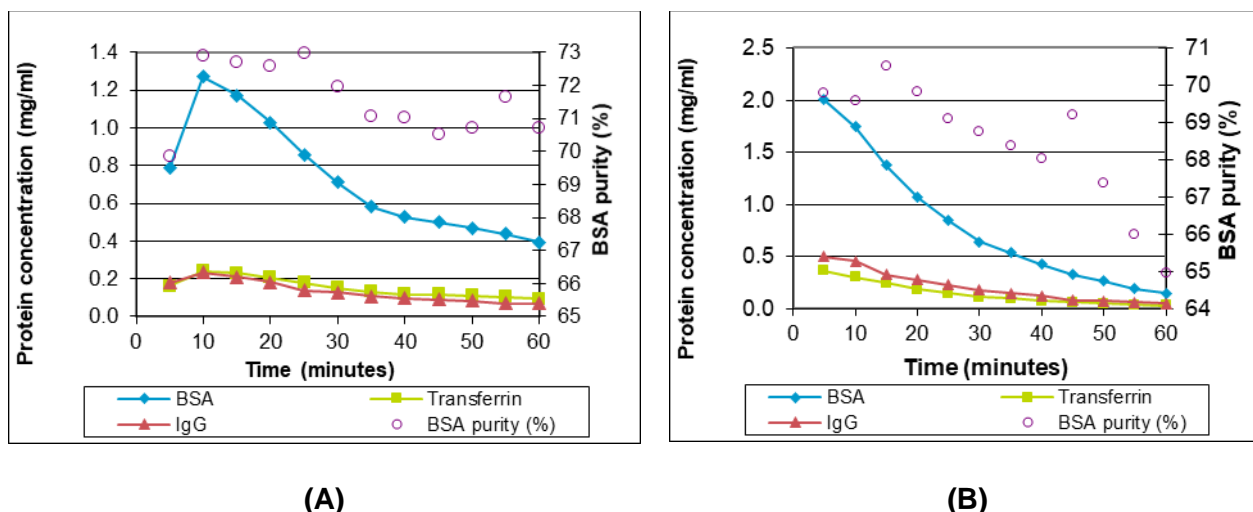 Protein concentration (mg/ml)
1.4
1.2
1.0
0.8
0.6
0.4
0.2
0.0
73
72
71
70
69
68
67
66
65
BSA purity (%)
0 10 20 30 40 50 60
Time (minutes)
BSA Transferrin
IgG BSA purity (%)
(A)
Protein concentration (mg/ml)
2.5
2.0
1.5
1.0
0.5
0.0
71
70
69
68
67
66
65
64
BSA purity (%)
0 10 20 30 40 50 60
Time (minutes)
BSA Transferrin
IgG BSA purity (%)
(B)